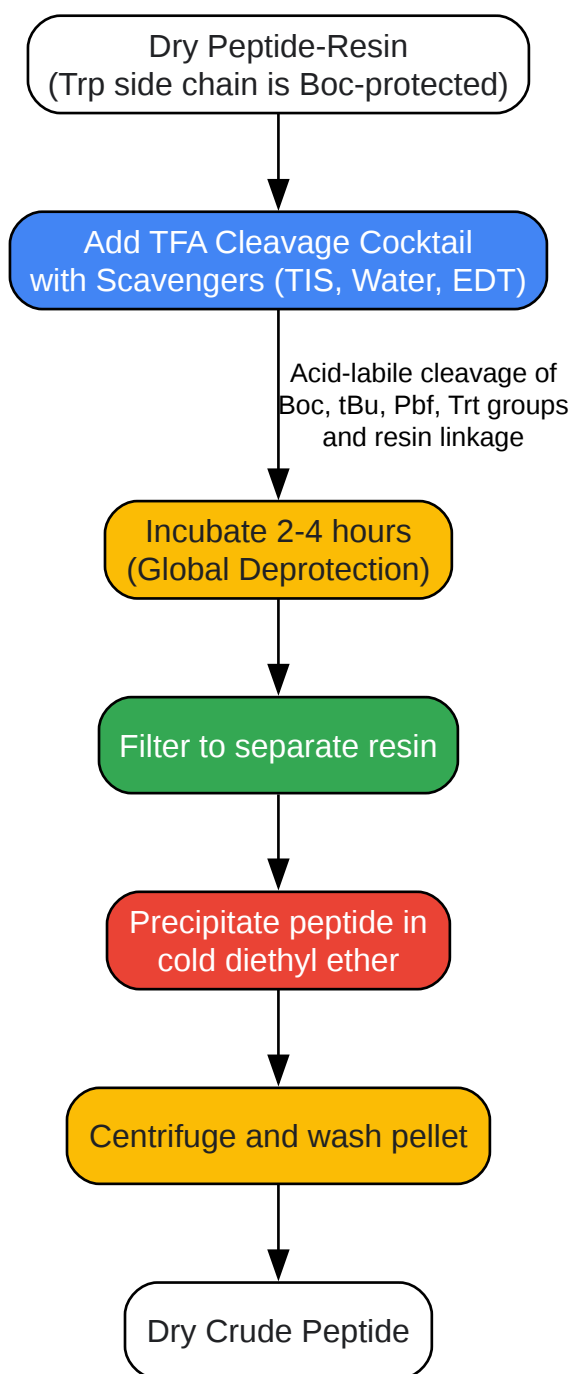 Dry Peptide-Resin
(Trp side chain is Boc-protected)
Add TFA Cleavage Cocktail
with Scavengers (TIS, Water, EDT)
Acid-labile cleavage of
Boc, tBu, Pbf, Trt groups
and resin linkage
Incubate 2-4 hours
(Global Deprotection)
Filter to separate resin
Precipitate peptide in
cold diethyl ether
Centrifuge and wash pellet
Dry Crude Peptide